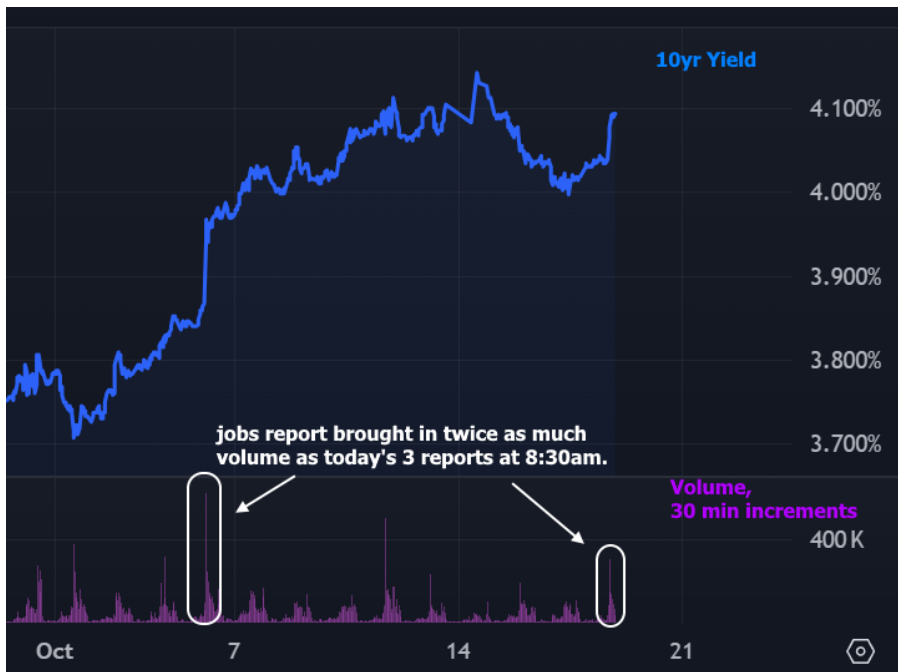 10yr Yield
4.100%
4.000%
3.900%
3.800%
3.700%
jobs report brought in twice as much
volume as today's 3 reports at 8:30am.
Volume,
30 min increments
400 K
Oct 7 14 21